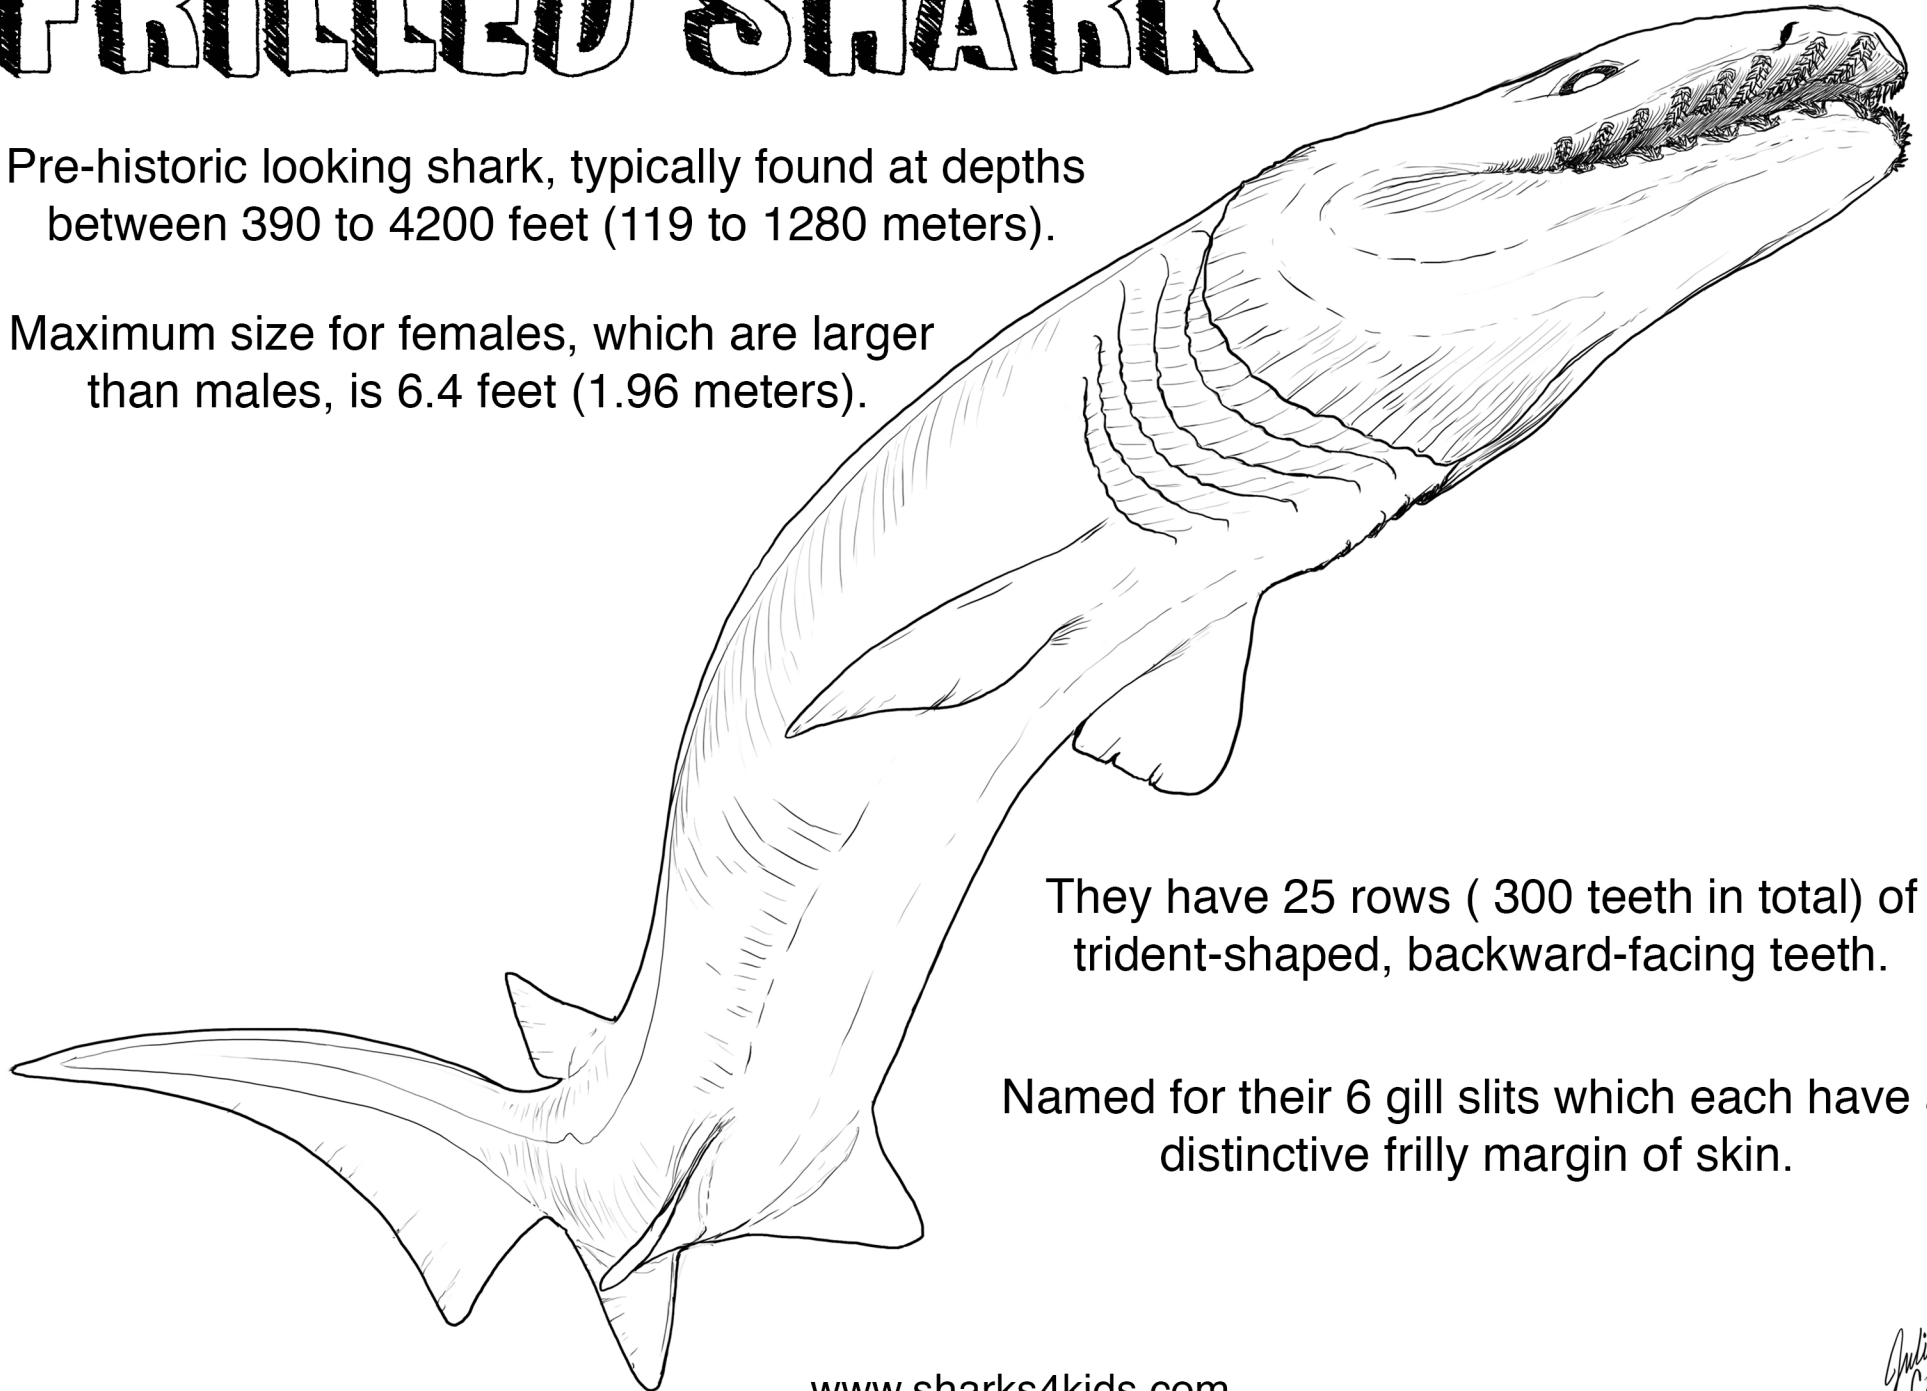 FRILLED SHARK
Pre-historic looking shark, typically found at depths
between 390 to 4200 feet (119 to 1280 meters).
Maximum size for females, which are larger
than males, is 6.4 feet (1.96 meters).
They have 25 rows ( 300 teeth in total) of
trident-shaped, backward-facing teeth.
Named for their 6 gill slits which each have
distinctive frilly margin of skin.
www.sharks4kids.com